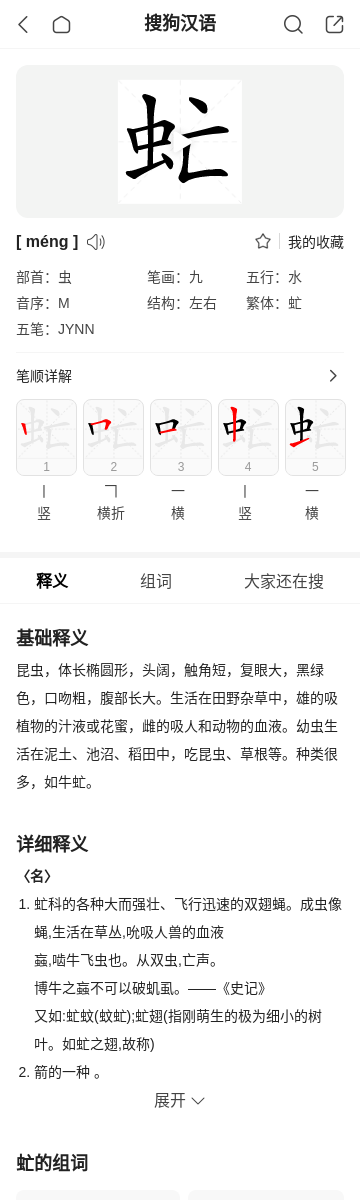 搜狗汉语
虻
[ méng ]
我的收藏
部首：虫 笔画：九 五行：水
音序：M 结构：左右 繁体：虻
五笔：JYNN
笔顺详解
1 2 3 4 5
丨 𠃍 一 丨 一
竖 横折 横 竖 横
释义 组词 大家还在搜
基础释义
昆虫，体长椭圆形，头阔，触角短，复眼大，黑绿
色，口吻粗，腹部长大。生活在田野杂草中，雄的吸
植物的汁液或花蜜，雌的吸人和动物的血液。幼虫生
活在泥土、池沼、稻田中，吃昆虫、草根等。种类很
多，如牛虻。
详细释义
〈名〉
1. 虻科的各种大而强壮、飞行迅速的双翅蝇。成虫像
蝇,生活在草丛,吮吸人兽的血液
蝱,啮牛飞虫也。从双虫,亡声。
博牛之蝱不可以破虮虱。——《史记》
又如:虻蚊(蚊虻);虻翅(指刚萌生的极为细小的树
叶。如虻之翅,故称)
2. 箭的一种 。
展开
虻的组词